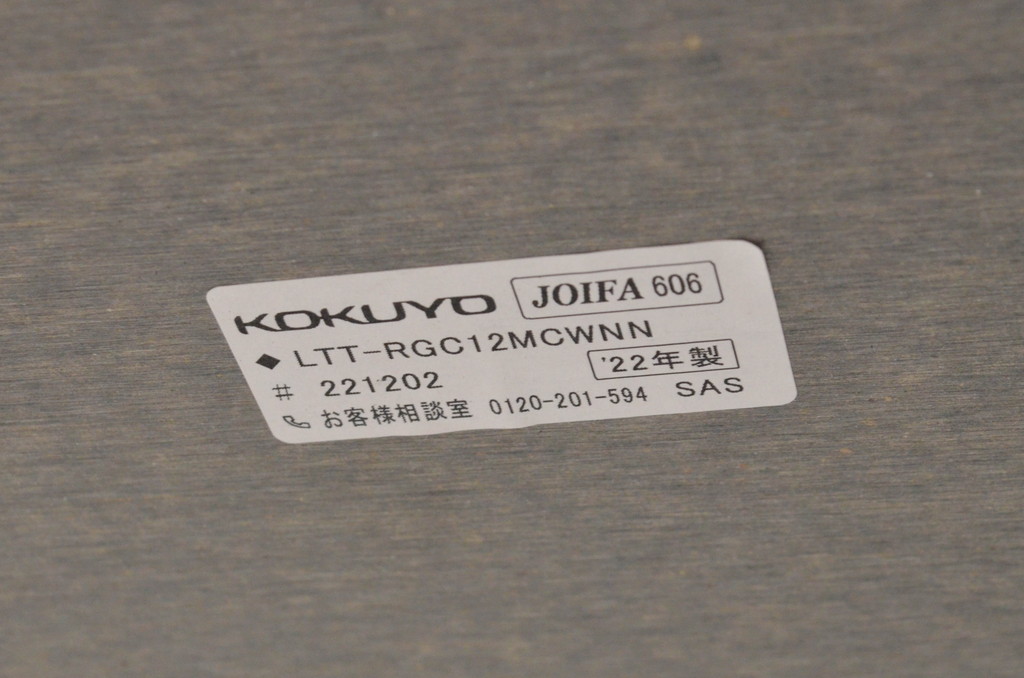 KOKUYO JOIFA 606
◆ LTT-RGC12MCWNN
# 221202 '22年製
お客様相談室 0120-201-594 SAS